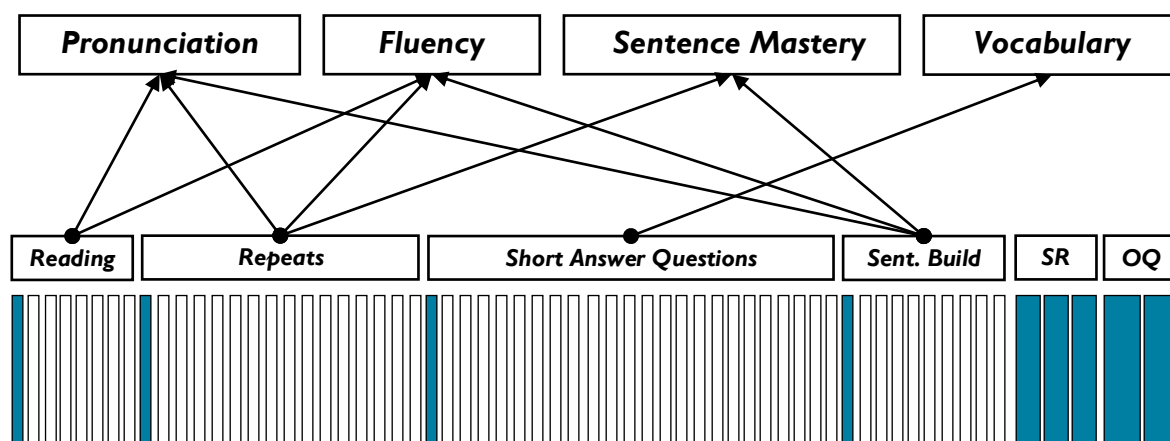 Pronunciation Fluency Sentence Mastery Vocabulary
Reading Repeats Short Answer Questions Sent. Build SR OQ